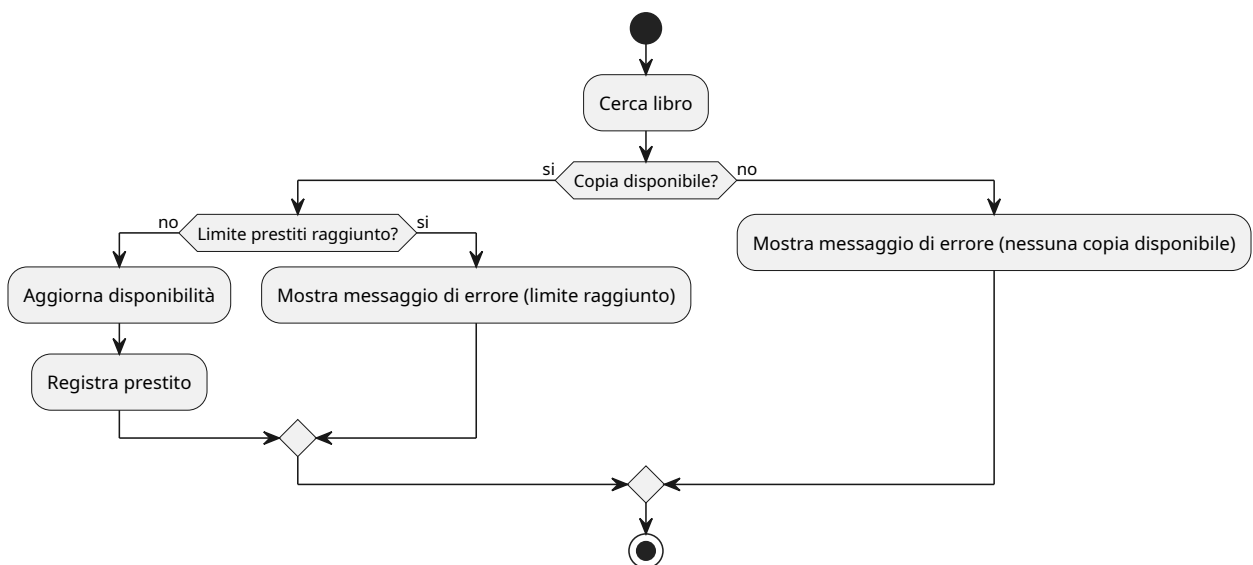 Cerca libro
si
Copia disponibile?
no
no
Limite prestiti raggiunto?
si
Mostra messaggio di errore (nessuna copia disponibile)
Aggiorna disponibilità
Mostra messaggio di errore (limite raggiunto)
Registra prestito